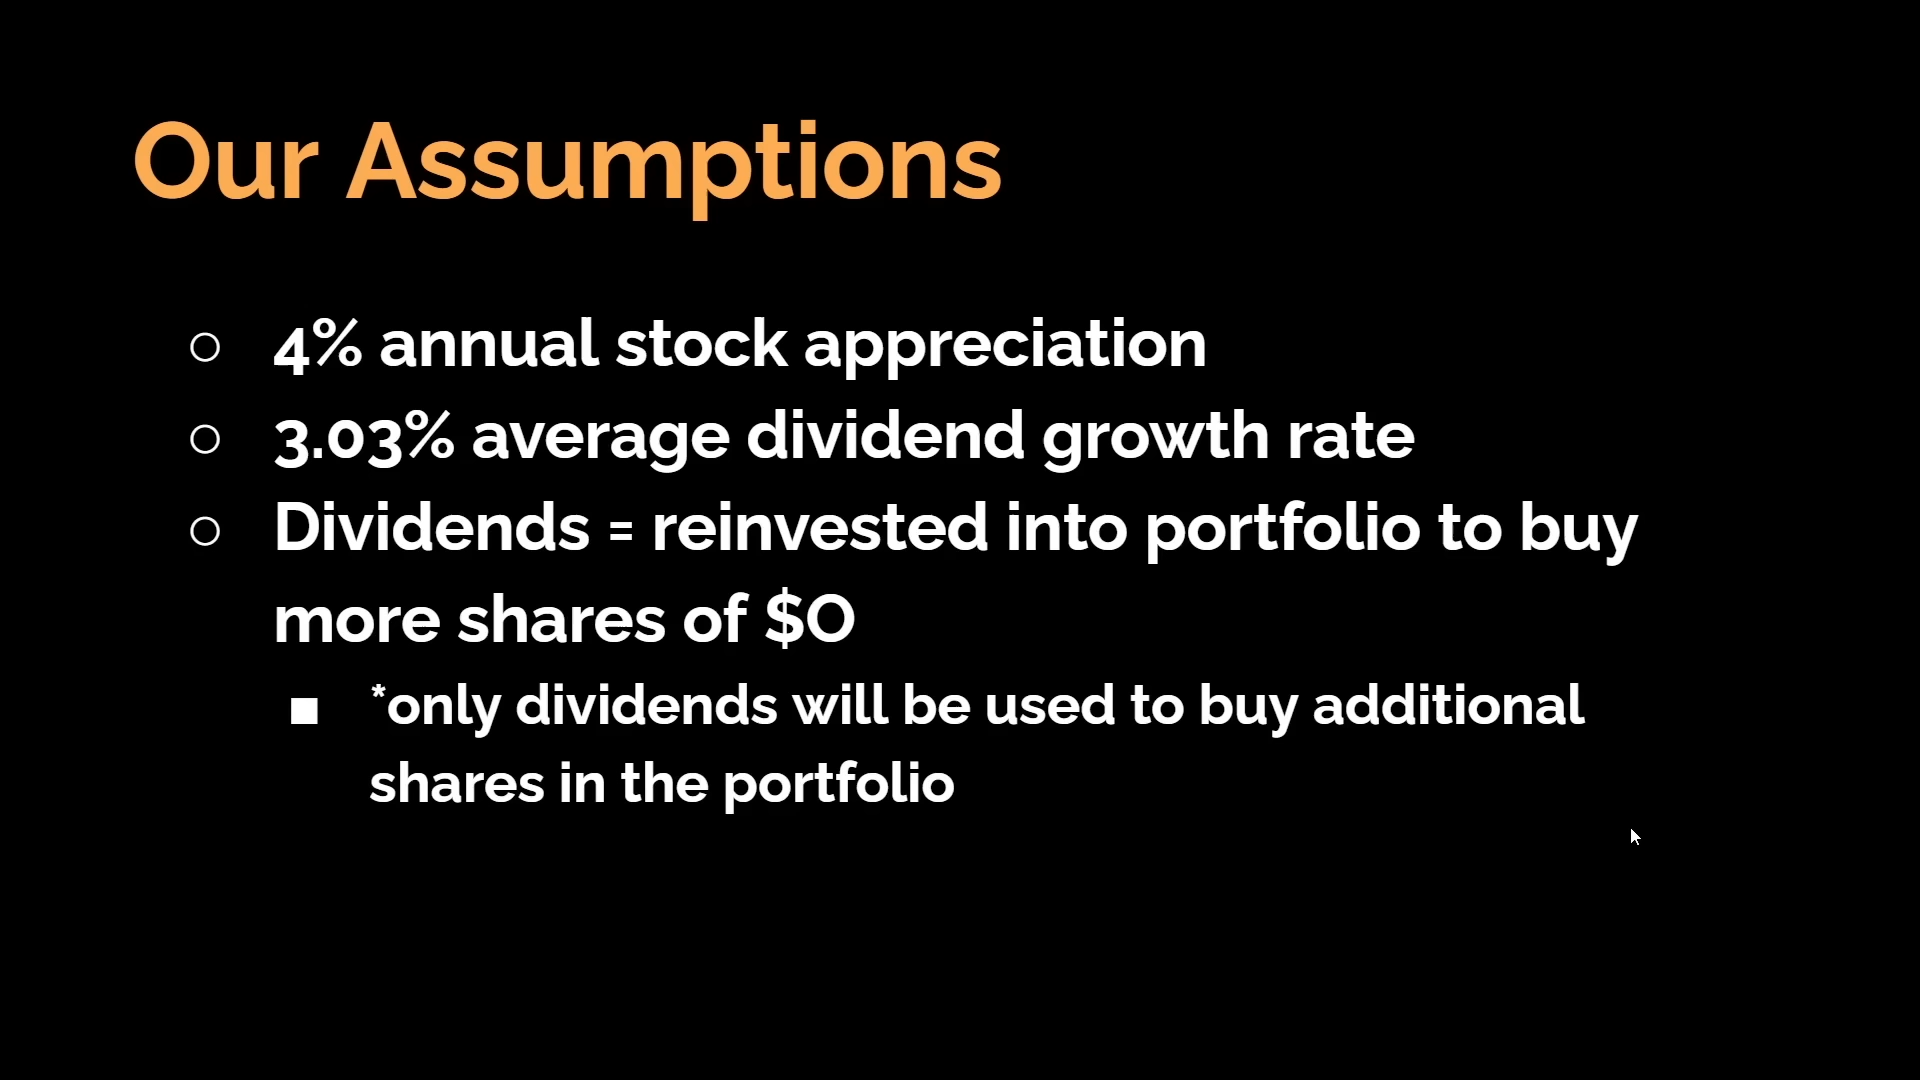 Our Assumptions
4% annual stock appreciation
3.03% average dividend growth rate
Dividends = reinvested into portfolio to buy
more shares of $O
*only dividends will be used to buy additional
shares in the portfolio